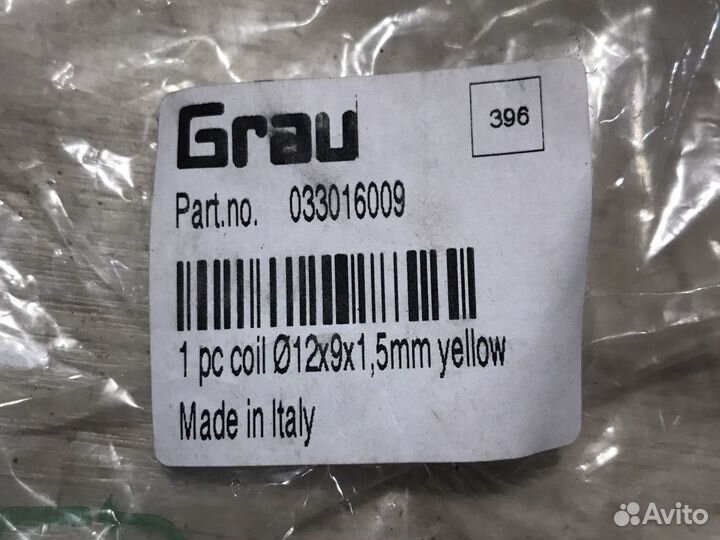 Grau
396
Part.no. 033016009
1 pc coil Ø12x9x1,5mm yellow
Made in Italy
Avito